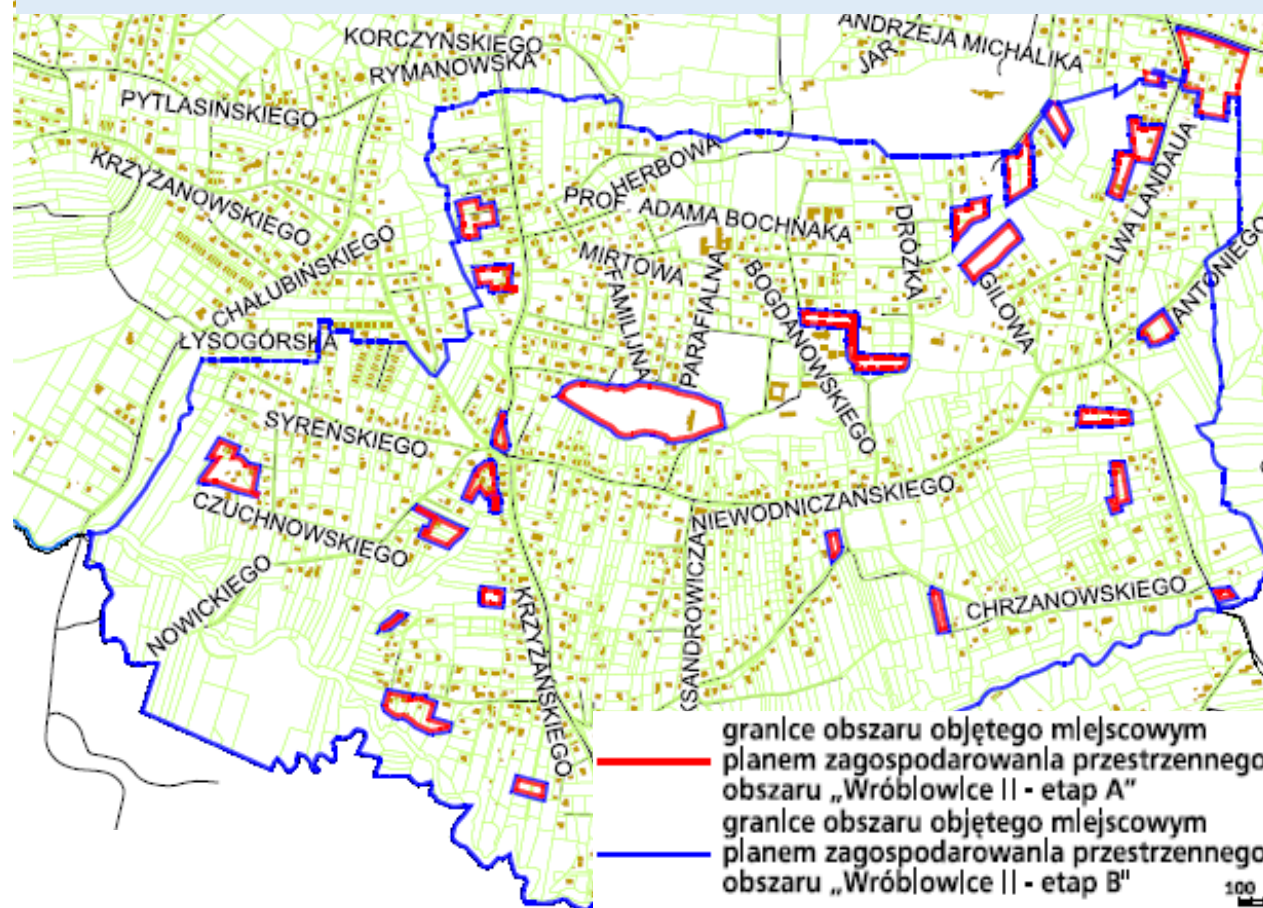 KORCZYŃSKIEGO
RYMANOWSKA
ANDRZEJA MICHALIKA
JAR
PYTLASIŃSKIEGO
KRZYŻANOWSKIEGO
HERBOWA
PROF. ADAMA BOCHNAKA
LWA LANDAUA
CHAŁUBIŃSKIEGO
MIRTOWA
DRÓŻKA
FAMILIJNA
PARAFIALNA
BOGDANOWSKIEGO
GILOWA
ANTONIEGO
ŁYSOGÓRSKA
SYREŃSKIEGO
CZUCHNOWSKIEGO
NIEWODNICZAŃSKIEGO
NOWICKIEGO
KRZYŻAŃSKIEGO
KSANDROWICZA
CHRZANOWSKIEGO
granice obszaru objętego miejscowym
planem zagospodarowania przestrzennego
obszaru „Wróblowice II - etap A"
granice obszaru objętego miejscowym
planem zagospodarowania przestrzennego
obszaru „Wróblowice II - etap B"
100